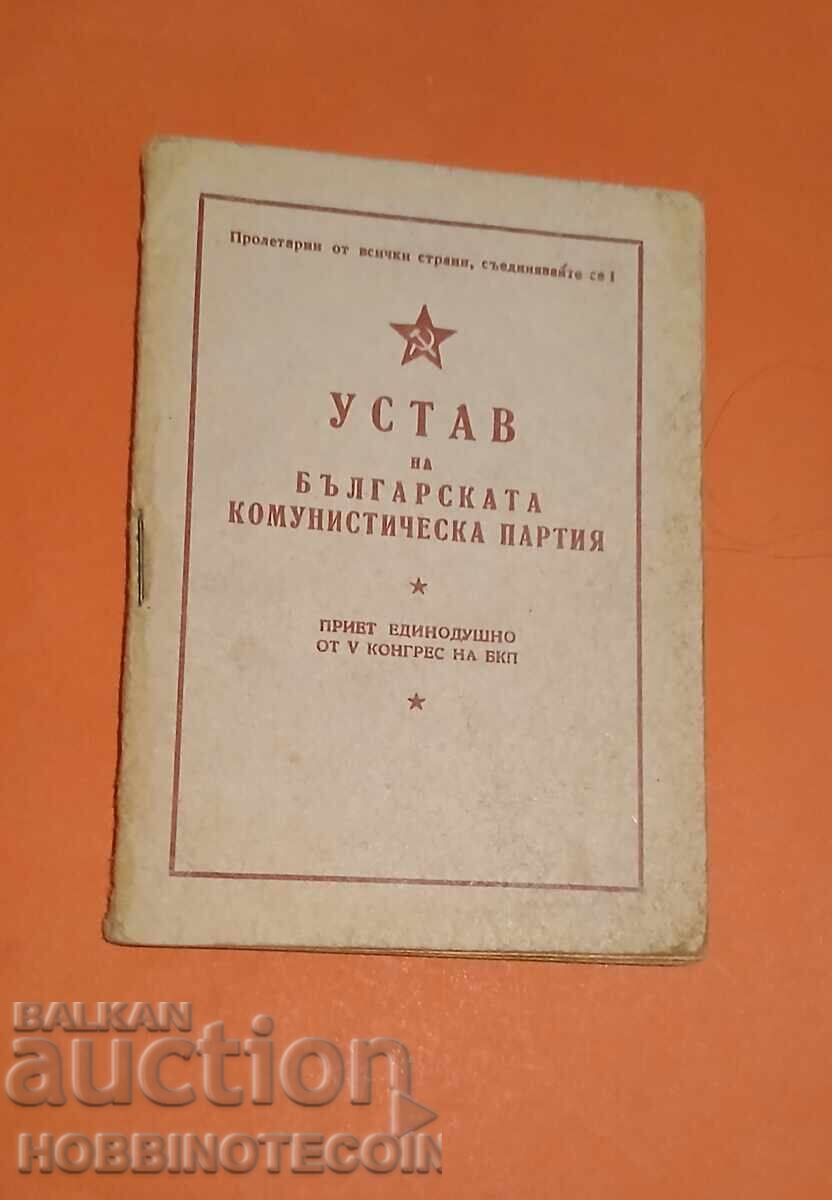 Пролетарии от всички страни, съединявайте се!
УСТАВ
НА
БЪЛГАРСКАТА
КОМУНИСТИЧЕСКА ПАРТИЯ
ПРИЕТ ЕДИНОДУШНО
ОТ V КОНГРЕС НА БКП
BALKAN
auction
HOBBINOTECOIN